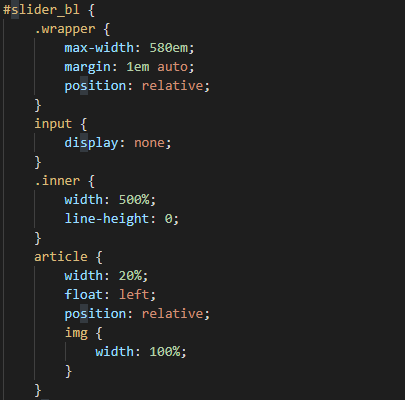 #slider_bl {
.wrapper {
max-width: 580em;
margin: 1em auto;
position: relative;
}
input {
display: none;
}
.inner {
width: 500%;
line-height: 0;
}
article {
width: 20%;
float: left;
position: relative;
img {
width: 100%;
}
}